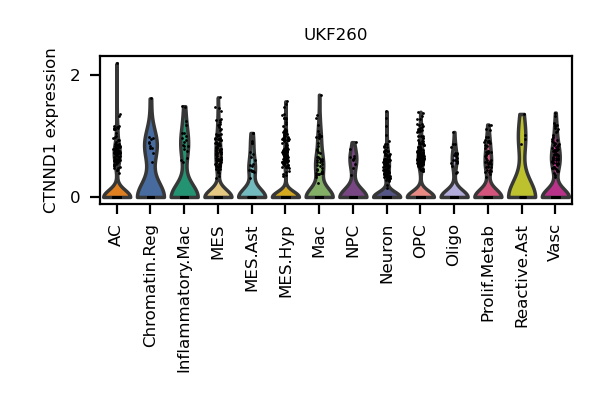 UKF260
CTNND1 expression
2
0
AC
Chromatin.Reg
Inflammatory.Mac
MES
MES.Ast
MES.Hyp
Mac
NPC
Neuron
OPC
Oligo
Prolif.Metab
Reactive.Ast
Vasc